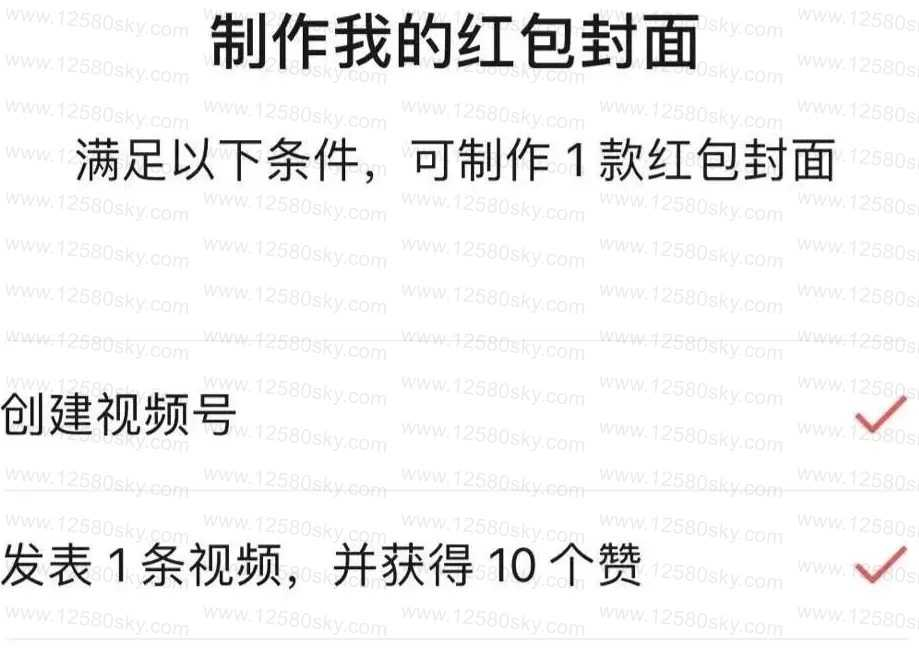 制作我的红包封面
满足以下条件，可制作 1 款红包封面
创建视频号
发表 1 条视频，并获得 10 个赞
www.12580sky.com